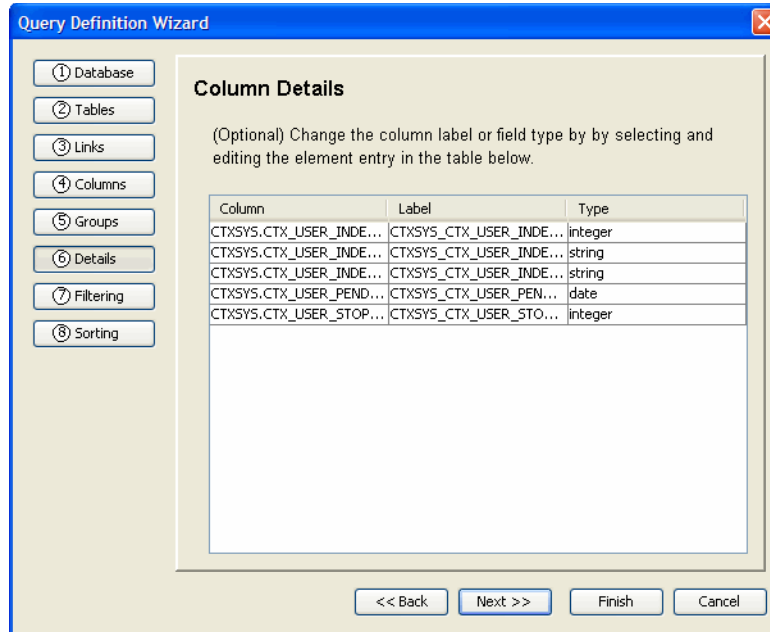 Query Definition Wizard
① Database
② Tables
③ Links
④ Columns
⑤ Groups
⑥ Details
⑦ Filtering
⑧ Sorting
Column Details
(Optional) Change the column label or field type by by selecting and
editing the element entry in the table below.
Column Label Type
CTXSYS.CTX_USER_INDE... CTXSYS_CTX_USER_INDE... integer
CTXSYS.CTX_USER_INDE... CTXSYS_CTX_USER_INDE... string
CTXSYS.CTX_USER_INDE... CTXSYS_CTX_USER_INDE... string
CTXSYS.CTX_USER_PEND... CTXSYS_CTX_USER_PEN... date
CTXSYS.CTX_USER_STOP... CTXSYS_CTX_USER_STO... integer
<< Back Next >> Finish Cancel